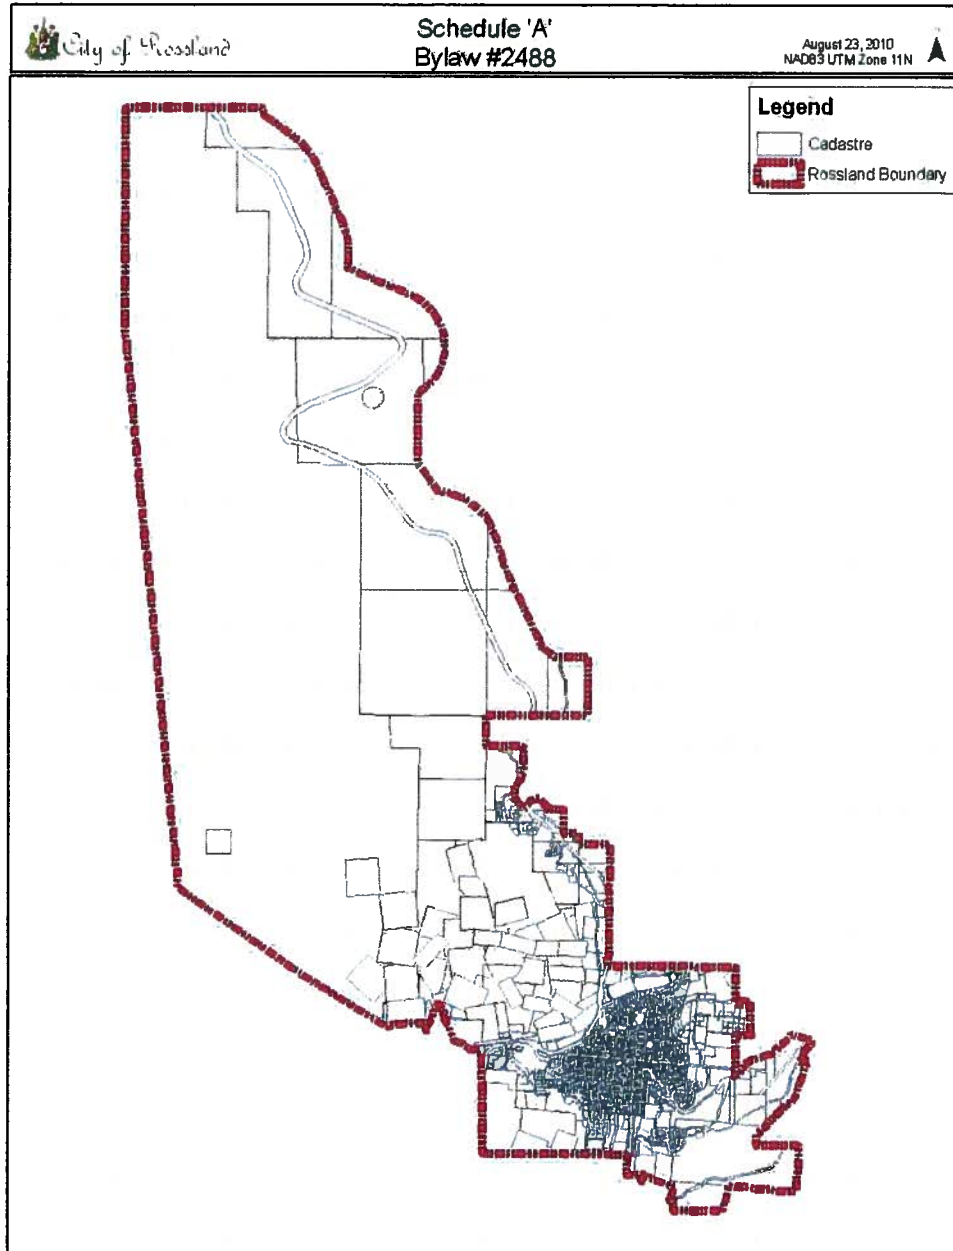 City of Rossland
Schedule 'A'
Bylaw #2488
August 23, 2010
NAD83 UTM Zone 11N
Legend
Cadastre
Rossland Boundary